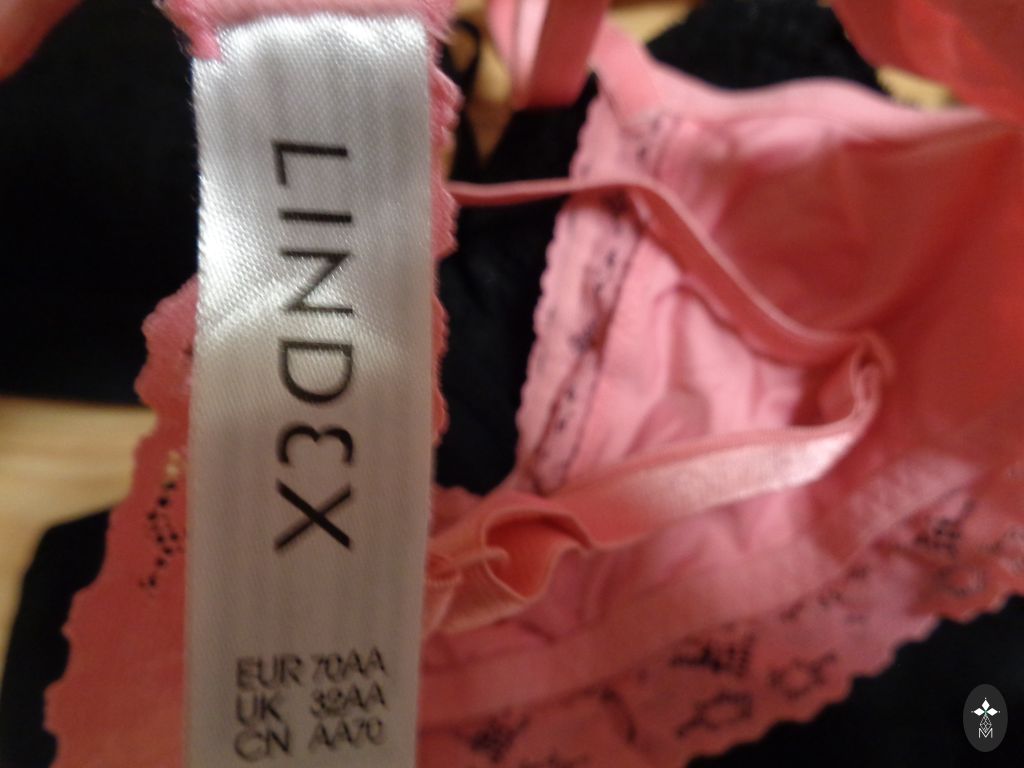 LINDEX
EUR 70AA
UK 32AA
CN AA70
M